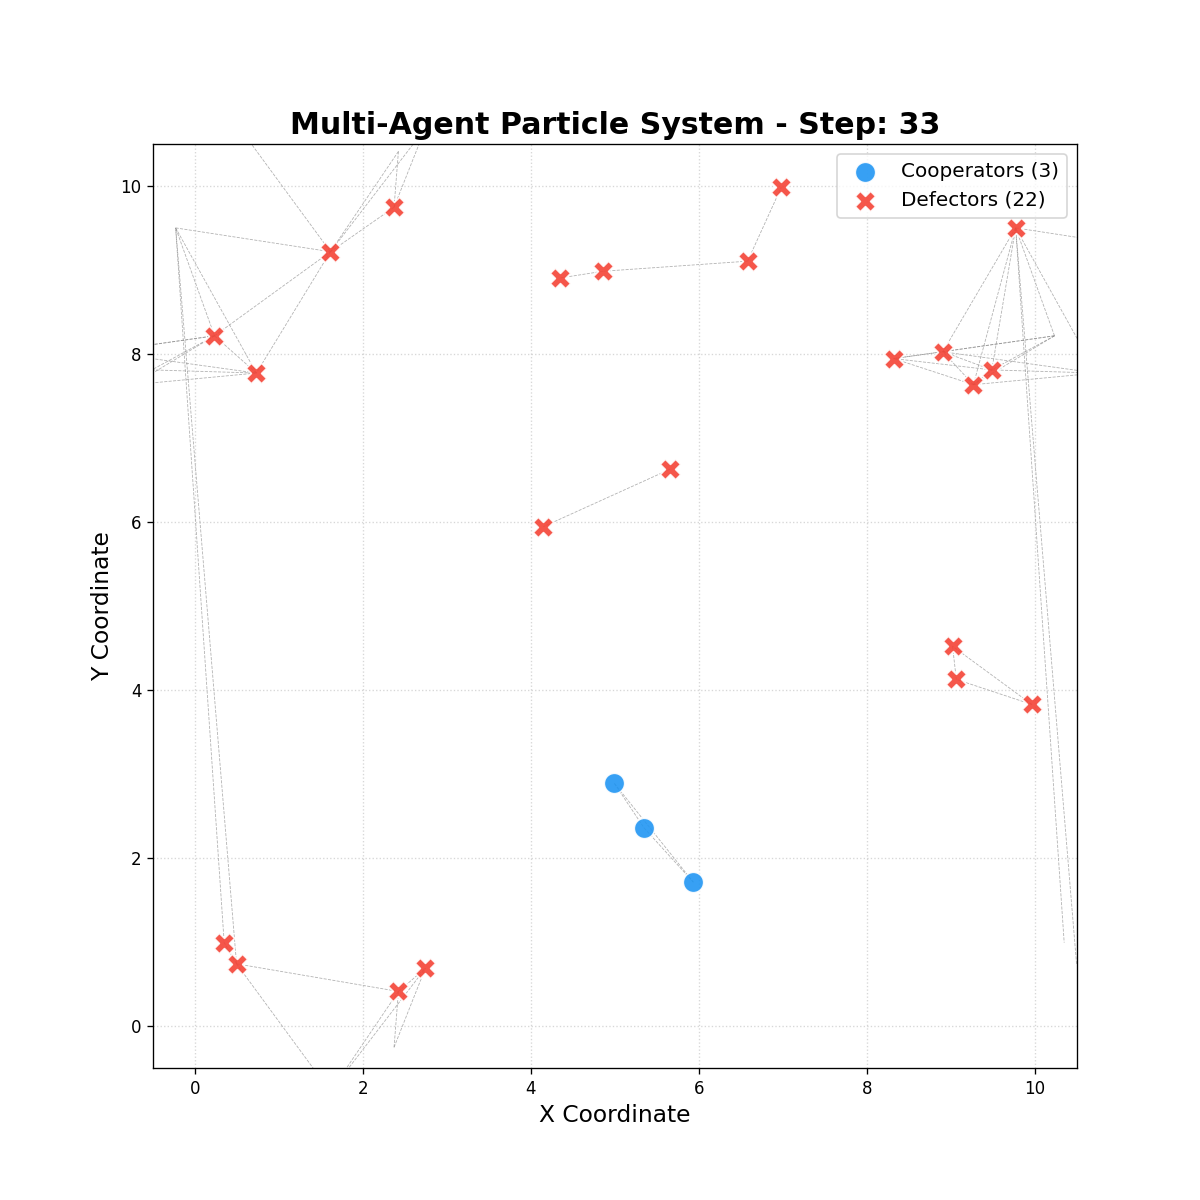 Multi-Agent Particle System - Step: 33
Cooperators (3)
Defectors (22)
10
8
6
4
2
0
Y Coordinate
0 2 4 6 8 10
X Coordinate